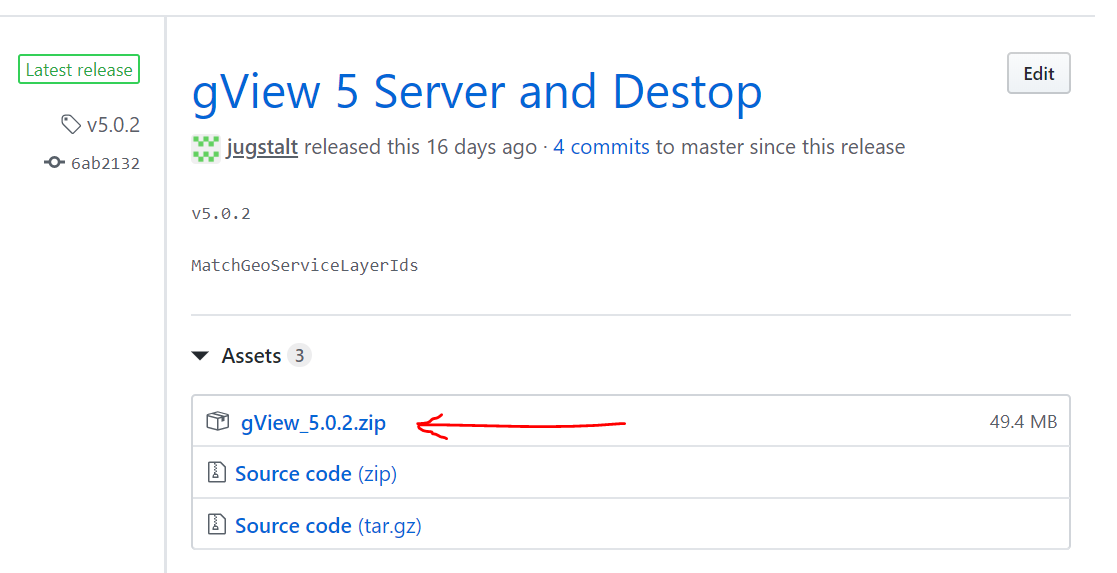 Latest release
v5.0.2
6ab2132
gView 5 Server and Destop
Edit
jugstalt released this 16 days ago · 4 commits to master since this release
v5.0.2
MatchGeoServiceLayerIds
Assets 3
gView_5.0.2.zip 49.4 MB
Source code (zip)
Source code (tar.gz)